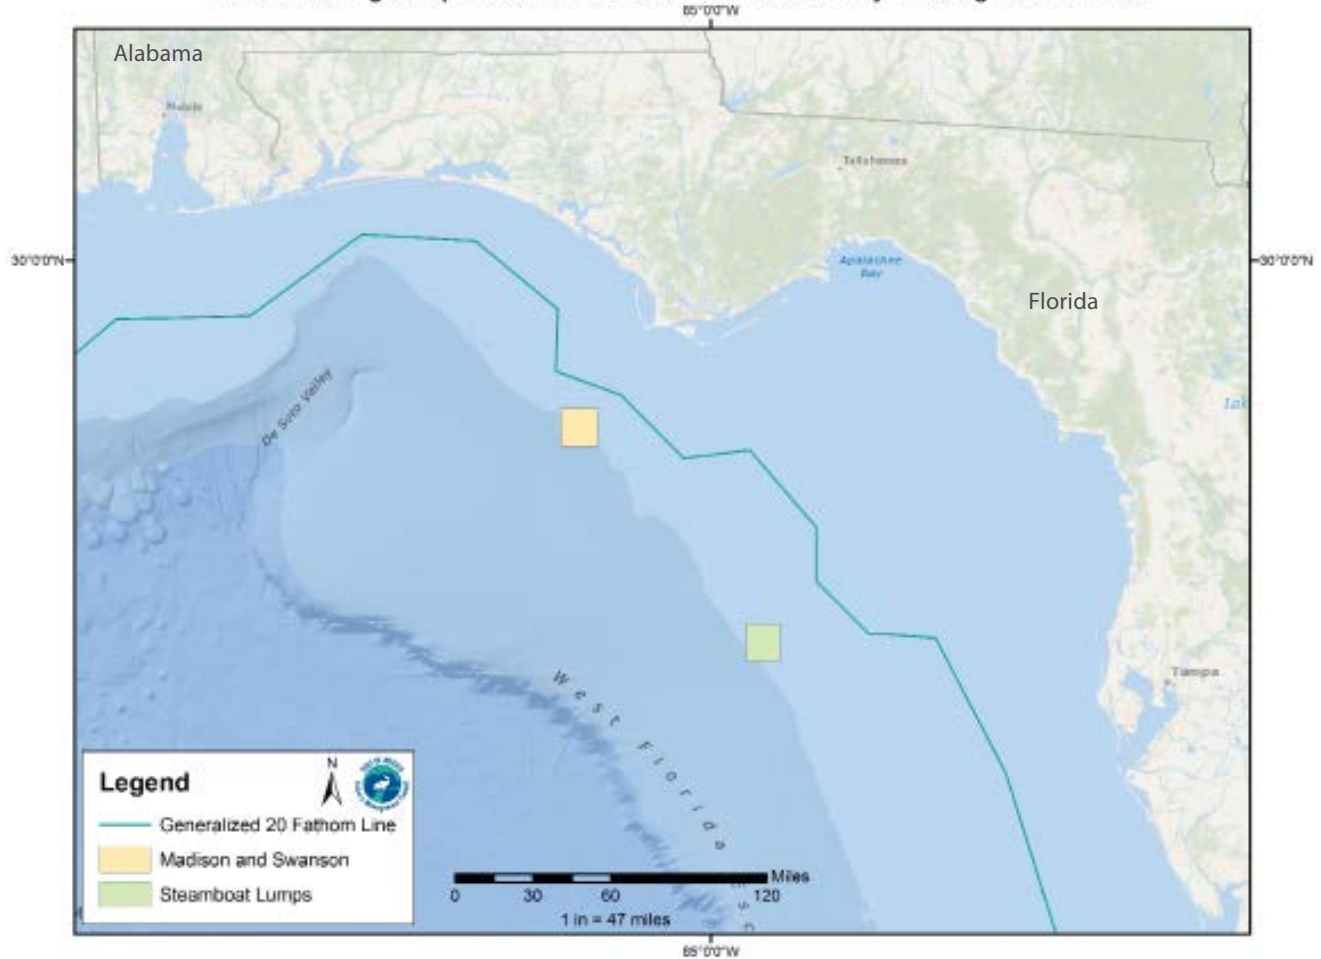 85°0'0"W
Alabama
Mobile
Tallahassee
30°0'0"N
30°0'0"N
Apalachee
Bay
Florida
De Soto Valley
Tampa
West Florida
Legend
N
Generalized 20 Fathom Line
Madison and Swanson
Steamboat Lumps
Miles
0 30 60 120
1 in = 47 miles
85°0'0"W